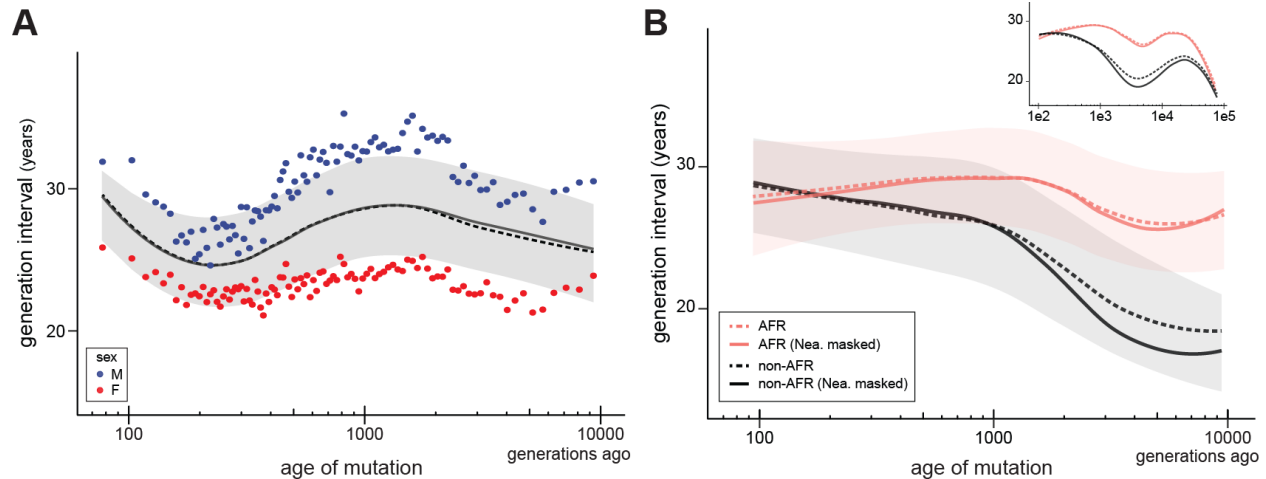 A
generation interval (years)
30
20
sex
M
F
100
1000
10000
generations ago
age of mutation
B
generation interval (years)
30
20
30
20
1e2
1e3
1e4
1e5
AFR
AFR (Nea. masked)
non-AFR
non-AFR (Nea. masked)
100
1000
10000
generations ago
age of mutation